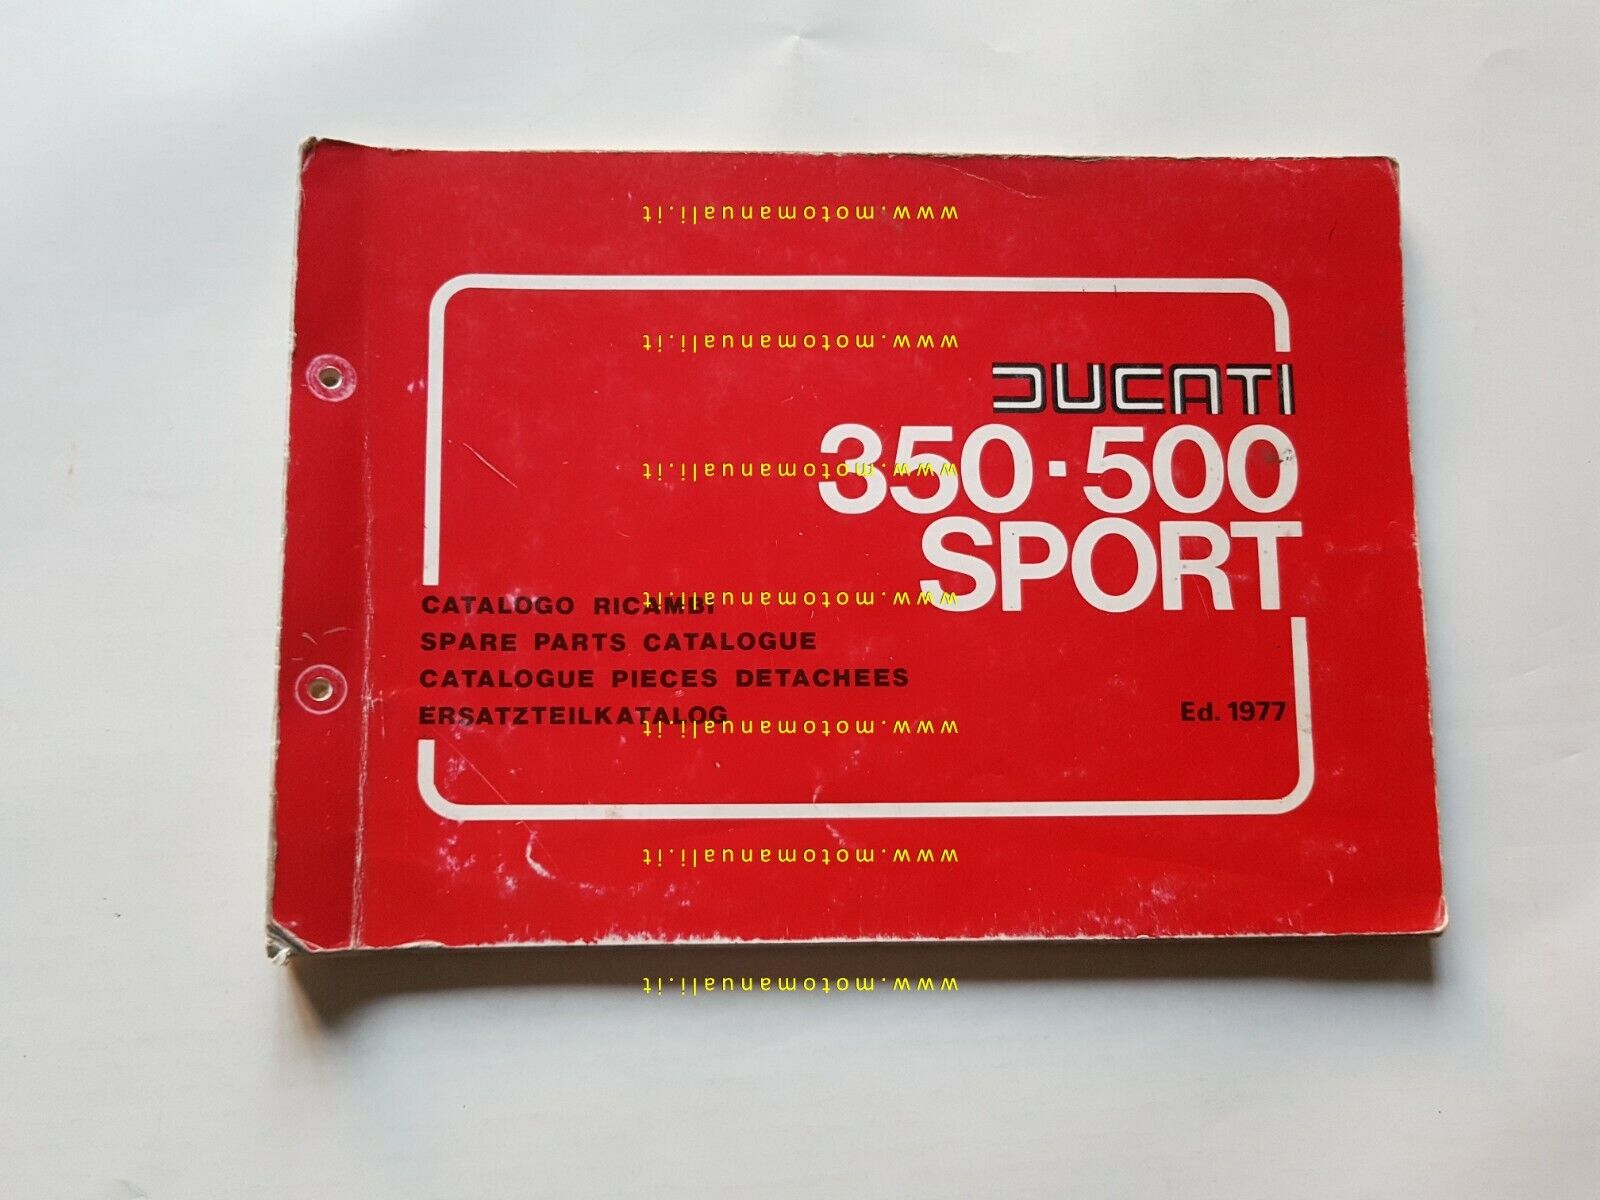 www.motomanuali.it
www.motomanuali.it
DUCATI
350·500
www.motomanuali.it
SPORT
CATALOGO RICAMBI
www.motomanuali.it
SPARE PARTS CATALOGUE
CATALOGUE PIECES DETACHEES
ERSATZTEILKATALOG
Ed. 1977
www.motomanuali.it
www.motomanuali.it
www.motomanuali.it